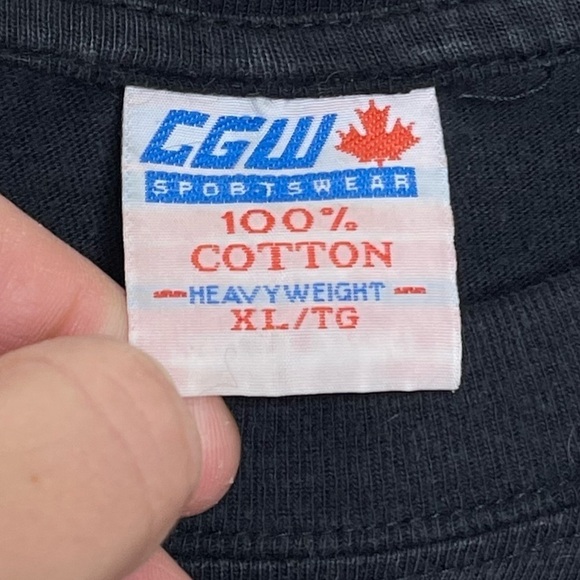 CGW
SPORTSWEAR
100%
COTTON
HEAVYWEIGHT
XL/TG